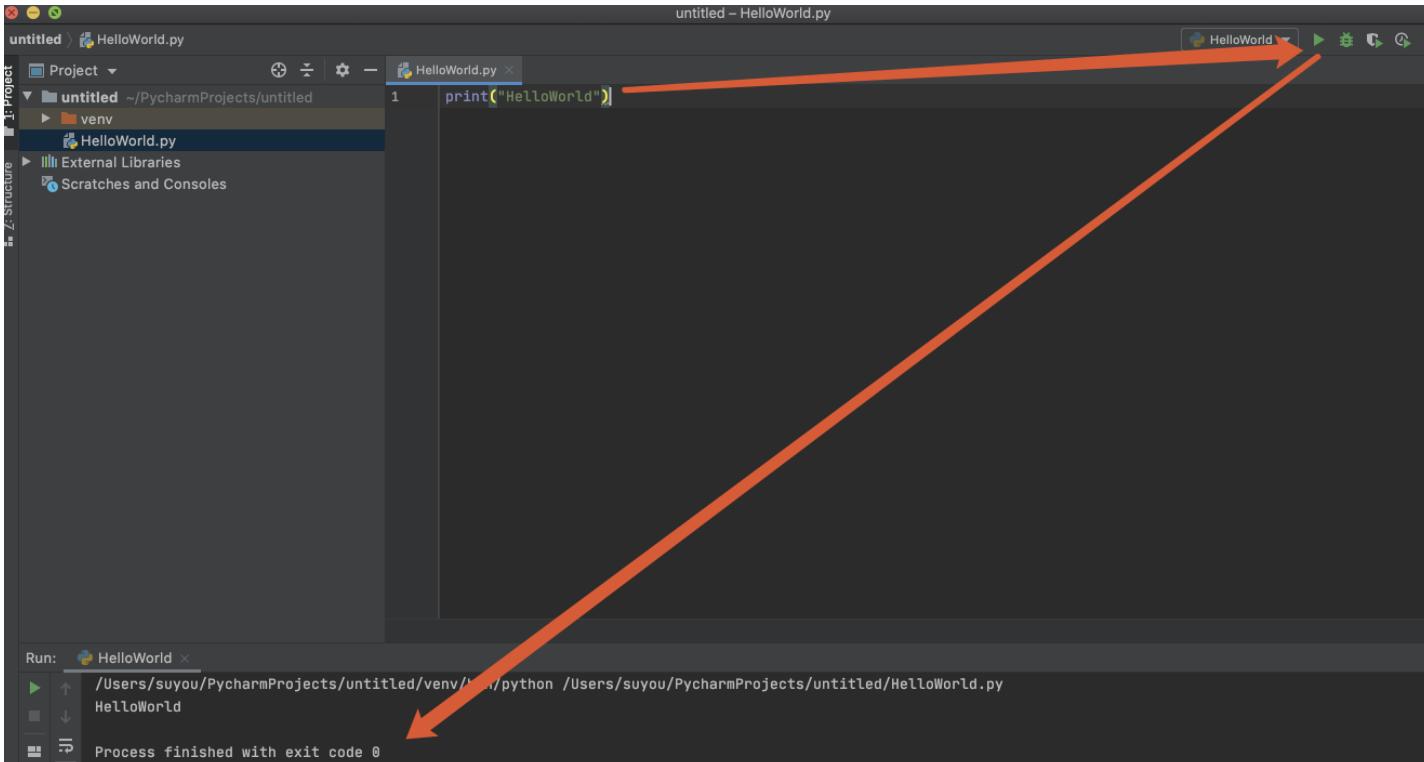 untitled – HelloWorld.py
untitled HelloWorld.py
HelloWorld
Project
HelloWorld.py
1: Project
untitled ~/PycharmProjects/untitled
venv
HelloWorld.py
External Libraries
Scratches and Consoles
Z: Structure
1 print("HelloWorld")
Run: HelloWorld
/Users/suyou/PycharmProjects/untitled/venv/bin/python /Users/suyou/PycharmProjects/untitled/HelloWorld.py
HelloWorld
Process finished with exit code 0